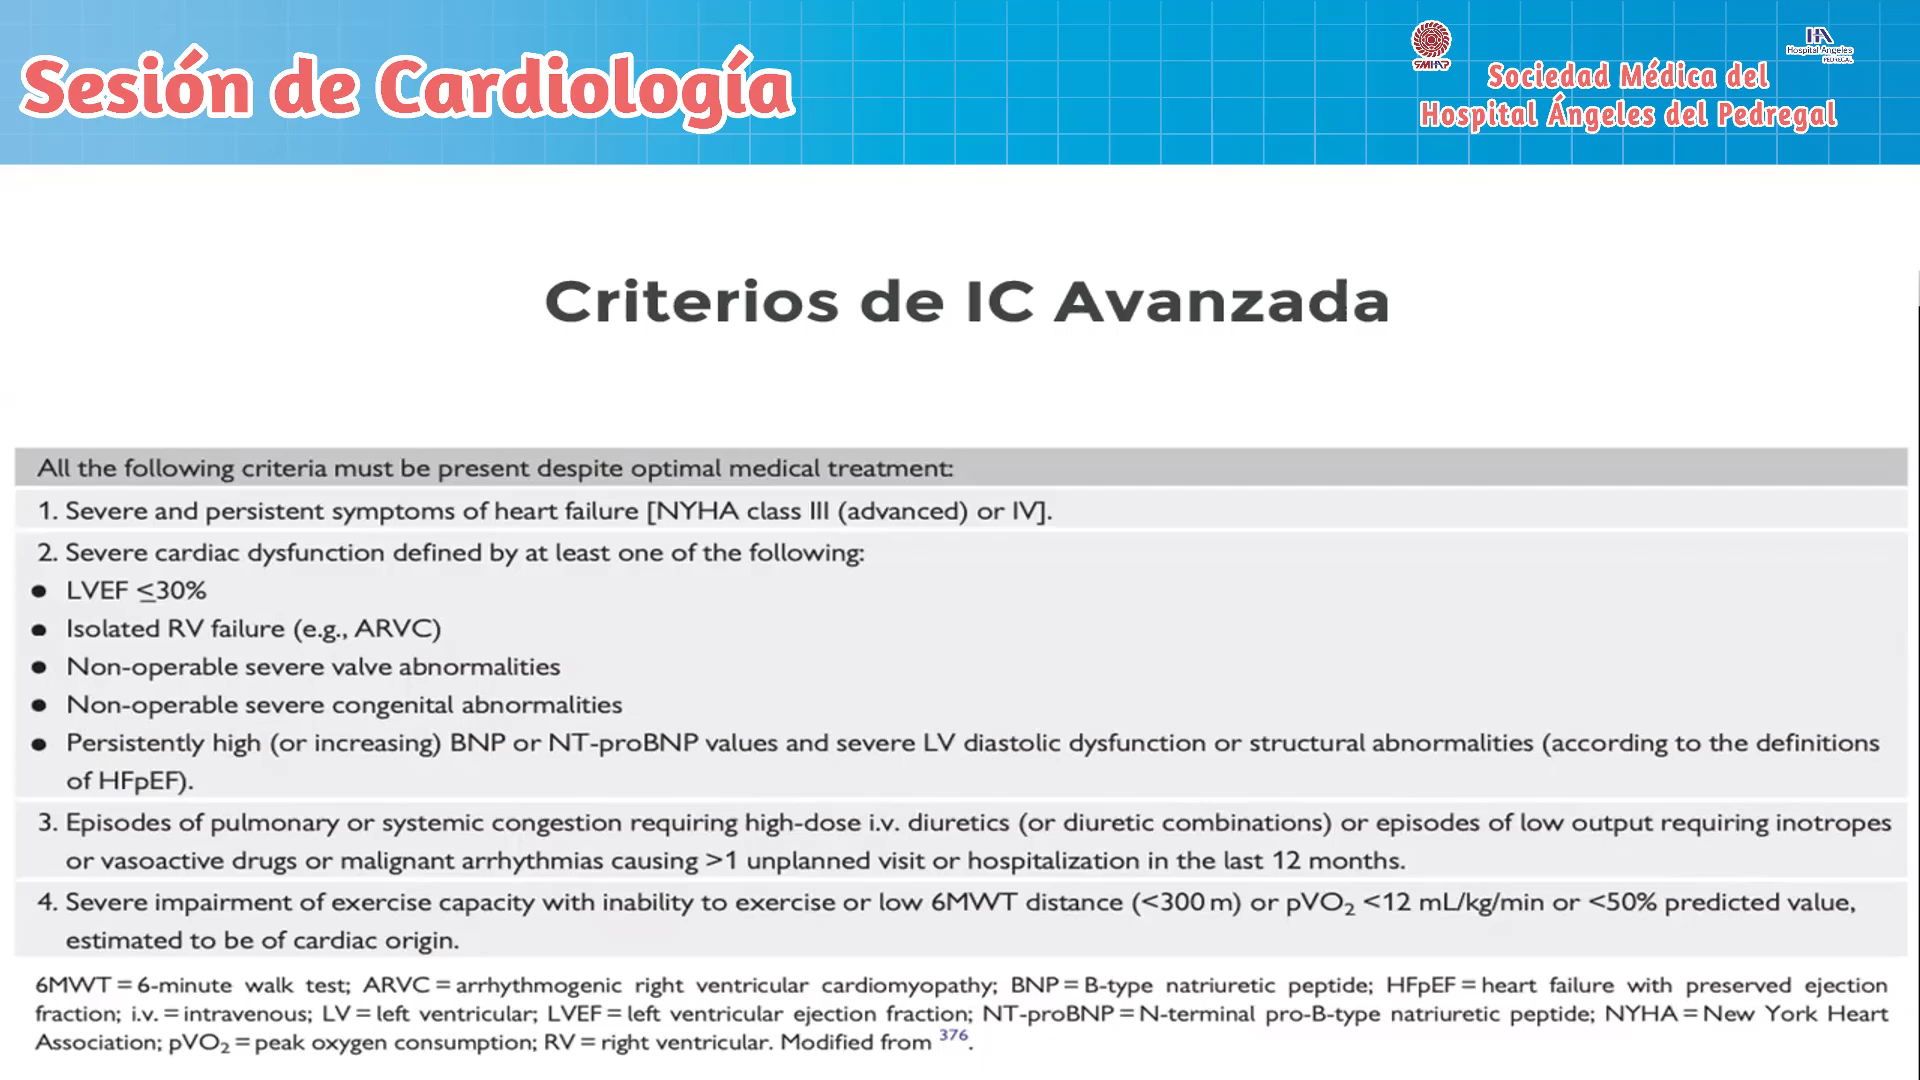 Sesión de Cardiología
SMHAP
HA
Hospital Angeles
PEDREGAL
Sociedad Médica del
Hospital Ángeles del Pedregal
Criterios de IC Avanzada
All the following criteria must be present despite optimal medical treatment:
1. Severe and persistent symptoms of heart failure [NYHA class III (advanced) or IV].
2. Severe cardiac dysfunction defined by at least one of the following:
● LVEF ≤30%
● Isolated RV failure (e.g., ARVC)
● Non-operable severe valve abnormalities
● Non-operable severe congenital abnormalities
● Persistently high (or increasing) BNP or NT-proBNP values and severe LV diastolic dysfunction or structural abnormalities (according to the definitions
of HFpEF).
3. Episodes of pulmonary or systemic congestion requiring high-dose i.v. diuretics (or diuretic combinations) or episodes of low output requiring inotropes
or vasoactive drugs or malignant arrhythmias causing >1 unplanned visit or hospitalization in the last 12 months.
4. Severe impairment of exercise capacity with inability to exercise or low 6MWT distance (<300 m) or pVO₂ <12 mL/kg/min or <50% predicted value,
estimated to be of cardiac origin.
6MWT = 6-minute walk test; ARVC = arrhythmogenic right ventricular cardiomyopathy; BNP = B-type natriuretic peptide; HFpEF = heart failure with preserved ejection
fraction; i.v. = intravenous; LV = left ventricular; LVEF = left ventricular ejection fraction; NT-proBNP = N-terminal pro-B-type natriuretic peptide; NYHA = New York Heart
Association; pVO₂ = peak oxygen consumption; RV = right ventricular. Modified from ³⁷⁶.